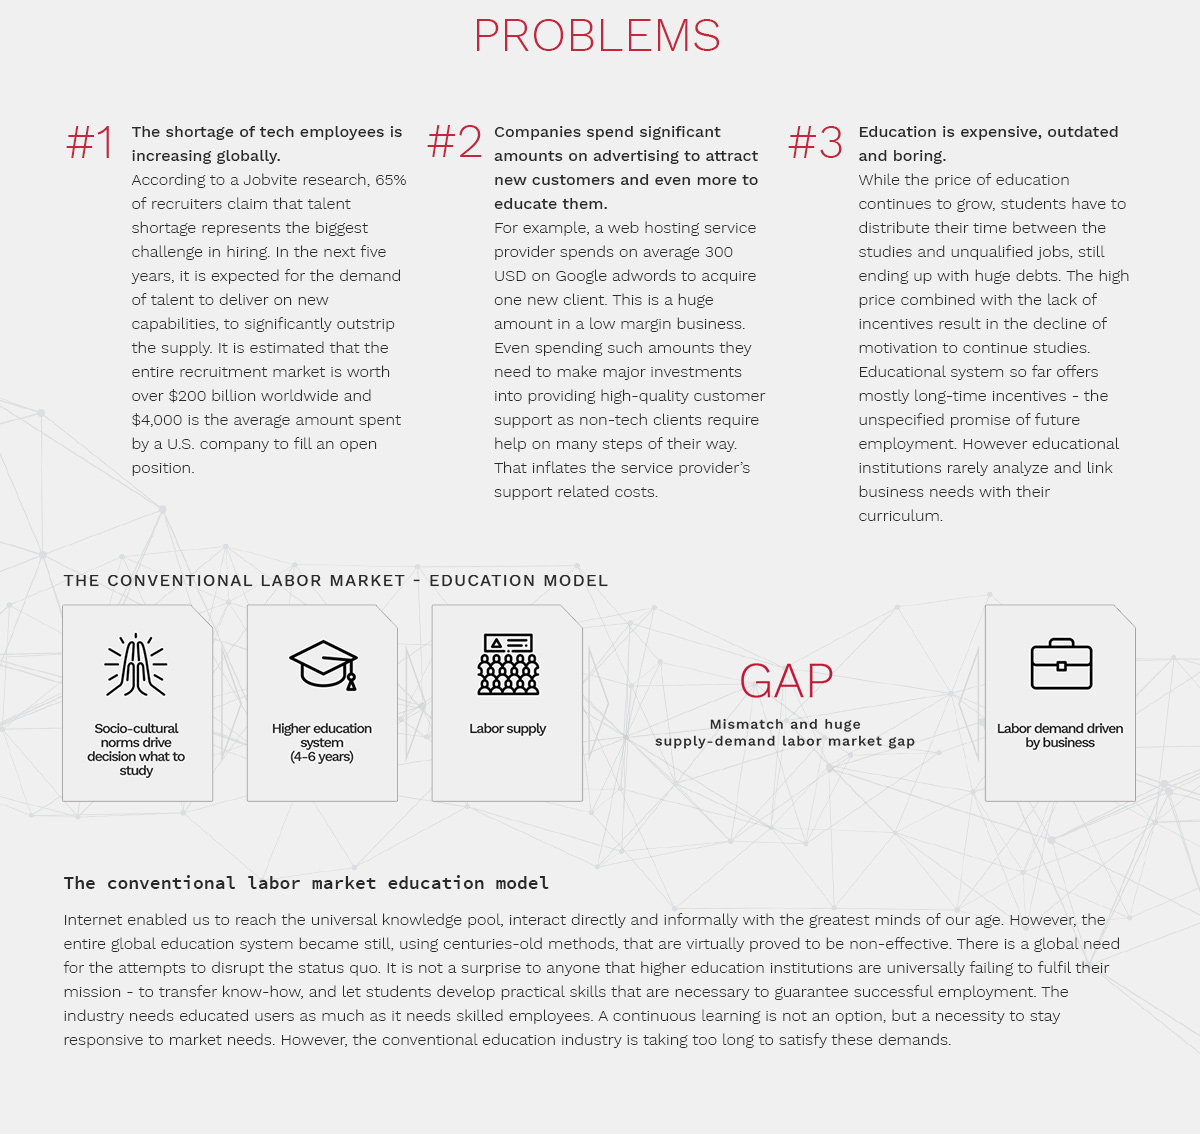 PROBLEMS
#1
The shortage of tech employees is
increasing globally.
According to a Jobvite research, 65%
of recruiters claim that talent
shortage represents the biggest
challenge in hiring. In the next five
years, it is expected for the demand
of talent to deliver on new
capabilities, to significantly outstrip
the supply. It is estimated that the
entire recruitment market is worth
over $200 billion worldwide and
$4,000 is the average amount spent
by a U.S. company to fill an open
position.
#2
Companies spend significant
amounts on advertising to attract
new customers and even more to
educate them.
For example, a web hosting service
provider spends on average 300
USD on Google adwords to acquire
one new client. This is a huge
amount in a low margin business.
Even spending such amounts they
need to make major investments
into providing high-quality customer
support as non-tech clients require
help on many steps of their way.
That inflates the service provider's
support related costs.
#3
Education is expensive, outdated
and boring.
While the price of education
continues to grow, students have to
distribute their time between the
studies and unqualified jobs, still
ending up with huge debts. The high
price combined with the lack of
incentives result in the decline of
motivation to continue studies.
Educational system so far offers
mostly long-time incentives - the
unspecified promise of future
employment. However educational
institutions rarely analyze and link
business needs with their
curriculum.
THE CONVENTIONAL LABOR MARKET - EDUCATION MODEL
Socio-cultural
norms drive
decision what to
study
Higher education
system
(4-6 years)
Labor supply
GAP
Mismatch and huge
supply-demand labor market gap
Labor demand driven
by business
The conventional labor market education model
Internet enabled us to reach the universal knowledge pool, interact directly and informally with the greatest minds of our age. However, the
entire global education system became still, using centuries-old methods, that are virtually proved to be non-effective. There is a global need
for the attempts to disrupt the status quo. It is not a surprise to anyone that higher education institutions are universally failing to fulfil their
mission - to transfer know-how, and let students develop practical skills that are necessary to guarantee successful employment. The
industry needs educated users as much as it needs skilled employees. A continuous learning is not an option, but a necessity to stay
responsive to market needs. However, the conventional education industry is taking too long to satisfy these demands.